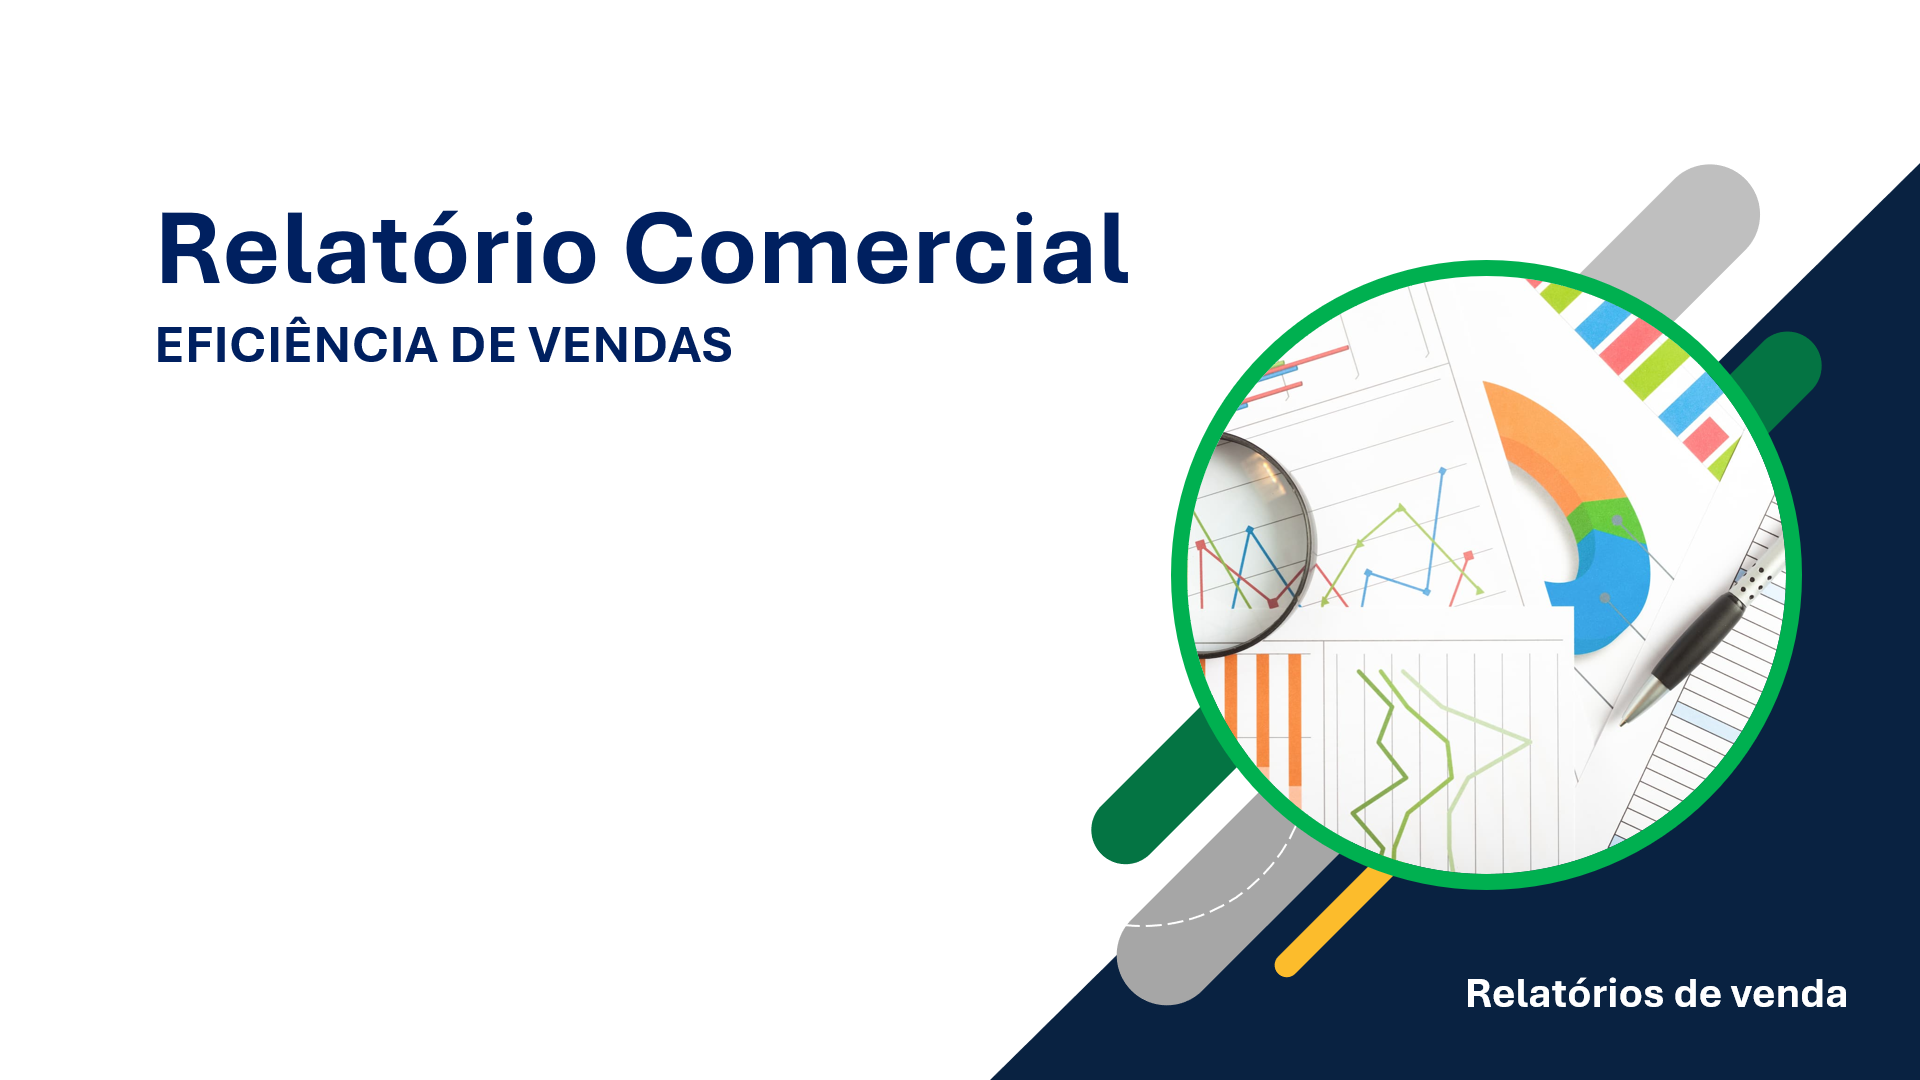 Relatório Comercial
EFICIÊNCIA DE VENDAS
Relatórios de venda